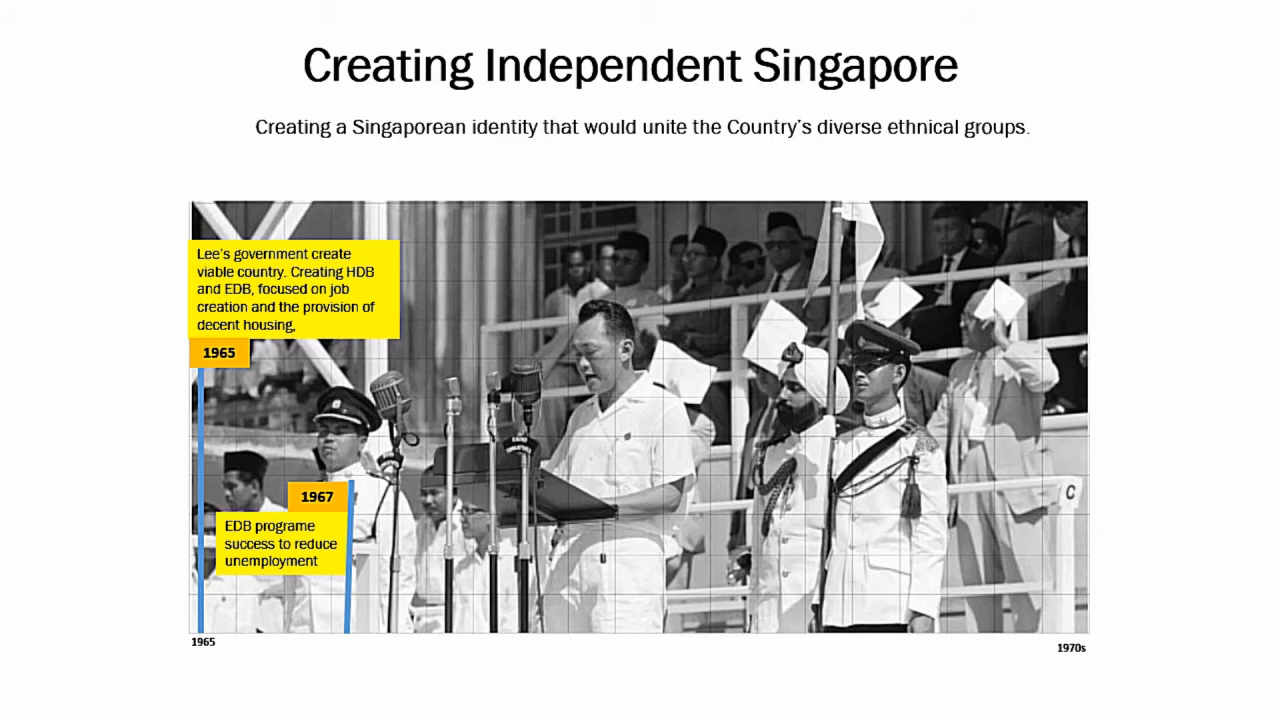 Creating Independent Singapore
Creating a Singaporean identity that would unite the Country's diverse ethnical groups.
Lee's government create
viable country. Creating HDB
and EDB, focused on job
creation and the provision of
decent housing,
1965
1967
EDB programe
success to reduce
unemployment
C
1965
1970s